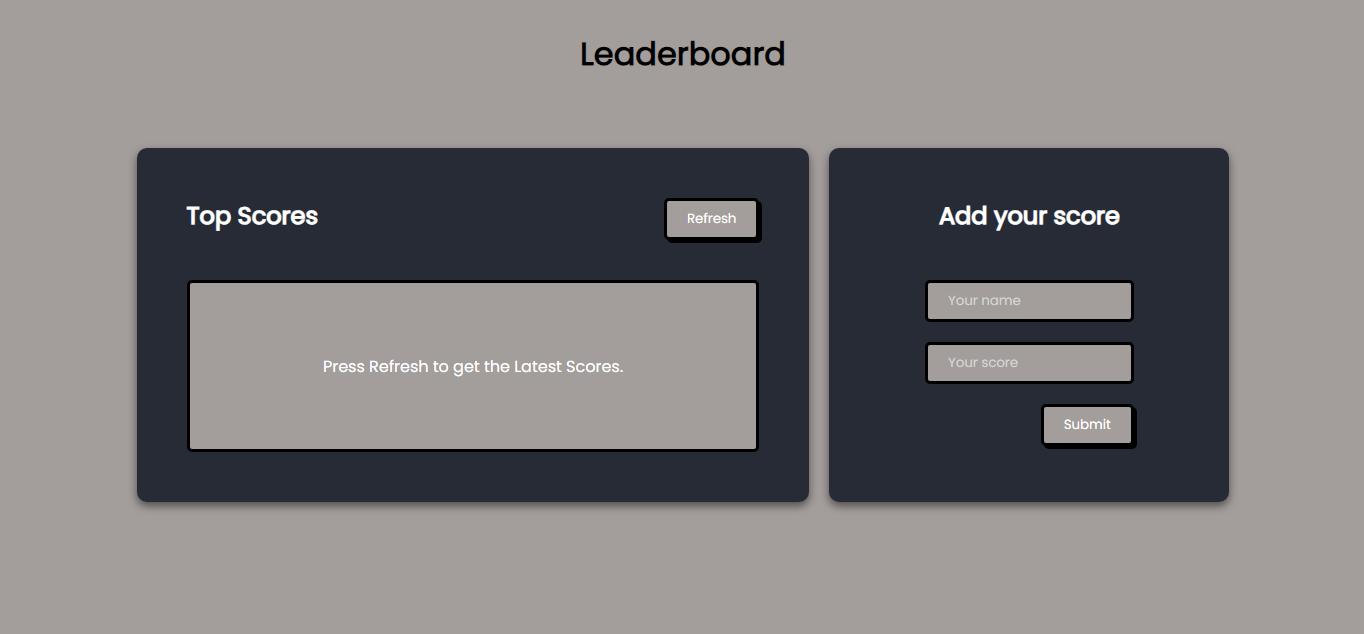 Leaderboard
Top Scores
Refresh
Press Refresh to get the Latest Scores.
Add your score
Your name
Your score
Submit